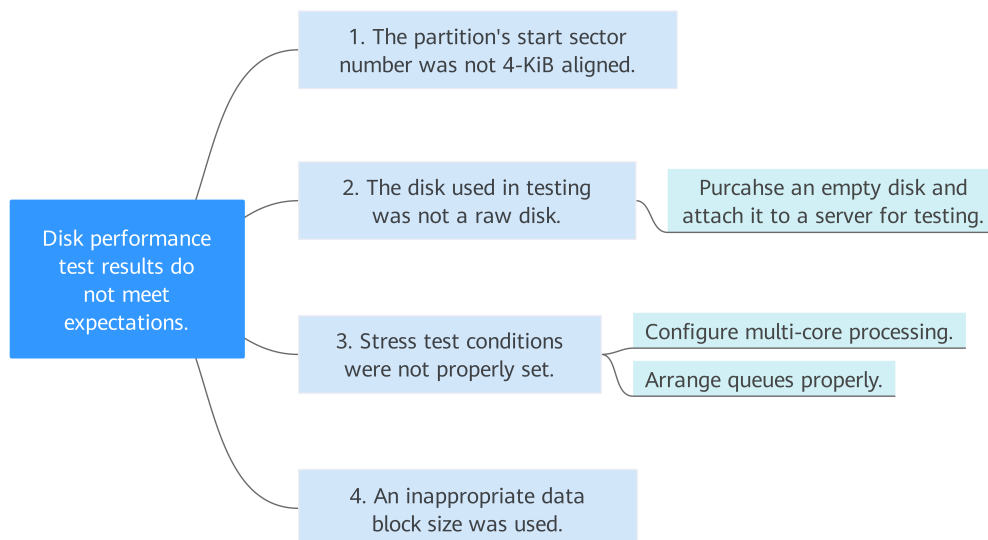 Disk performance
test results do
not meet
expectations.
1. The partition's start sector
number was not 4-KiB aligned.
2. The disk used in testing
was not a raw disk.
Purcahse an empty disk and
attach it to a server for testing.
3. Stress test conditions
were not properly set.
Configure multi-core processing.
Arrange queues properly.
4. An inappropriate data
block size was used.